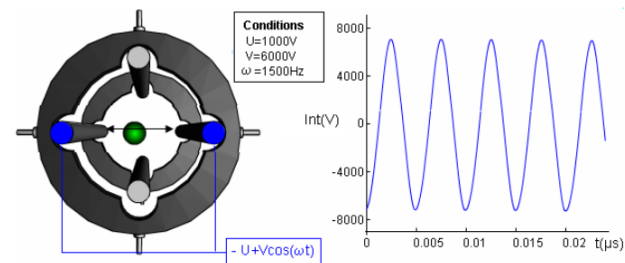 Conditions
U=1000V
V=6000V
ω=1500Hz
- U+Vcos(ωt)
8000
4000
Int(V)
0
-4000
-8000
0 0.005 0.01 0.015 0.02 t(µs)